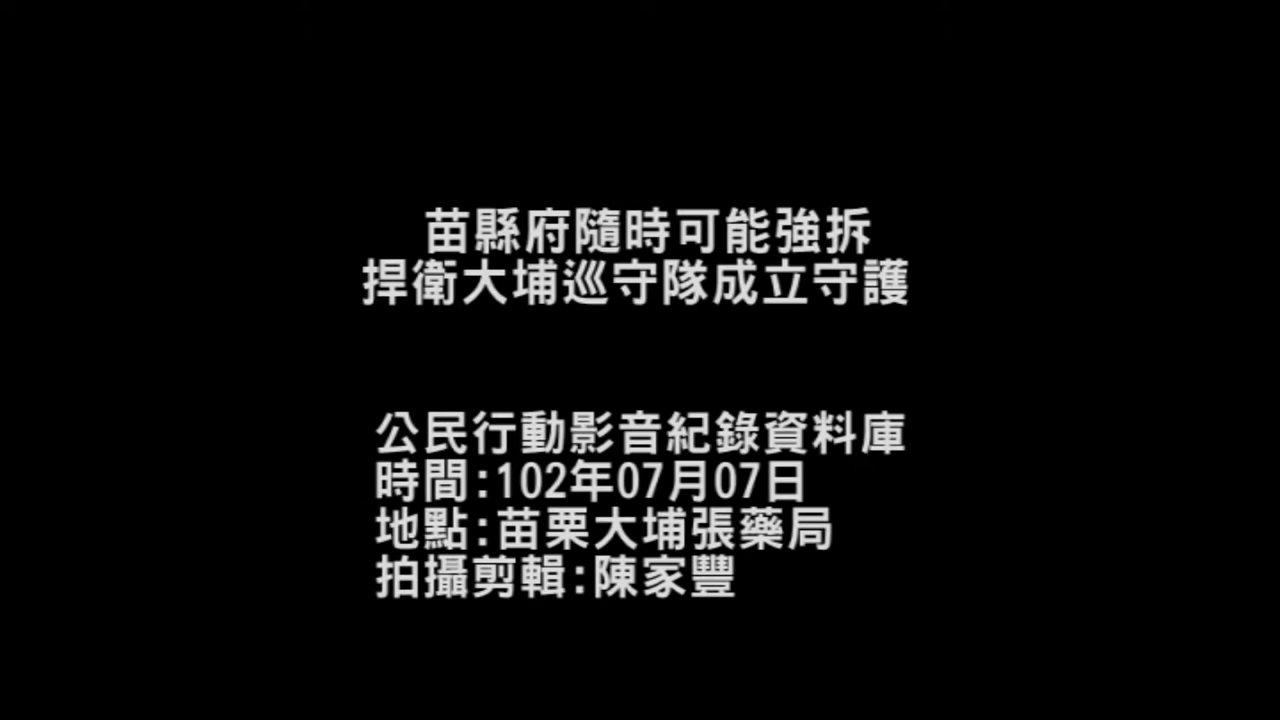 苗縣府隨時可能強拆
捍衛大埔巡守隊成立守護
公民行動影音紀錄資料庫
時間:102年07月07日
地點:苗栗大埔張藥局
拍攝剪輯:陳家豐